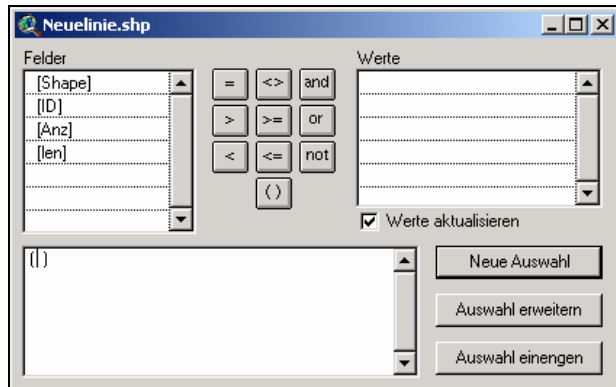 Neuelinie.shp
Felder
Werte
[Shape]
[ID]
[Anz]
[len]
= <> and
> >= or
< <= not
( )
Werte aktualisieren
( )
Neue Auswahl
Auswahl erweitern
Auswahl einengen